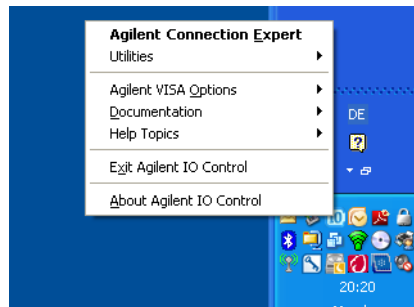 Agilent Connection Expert
Utilities
Agilent VISA Options
Documentation
Help Topics
Exit Agilent IO Control
About Agilent IO Control
DE
20:20